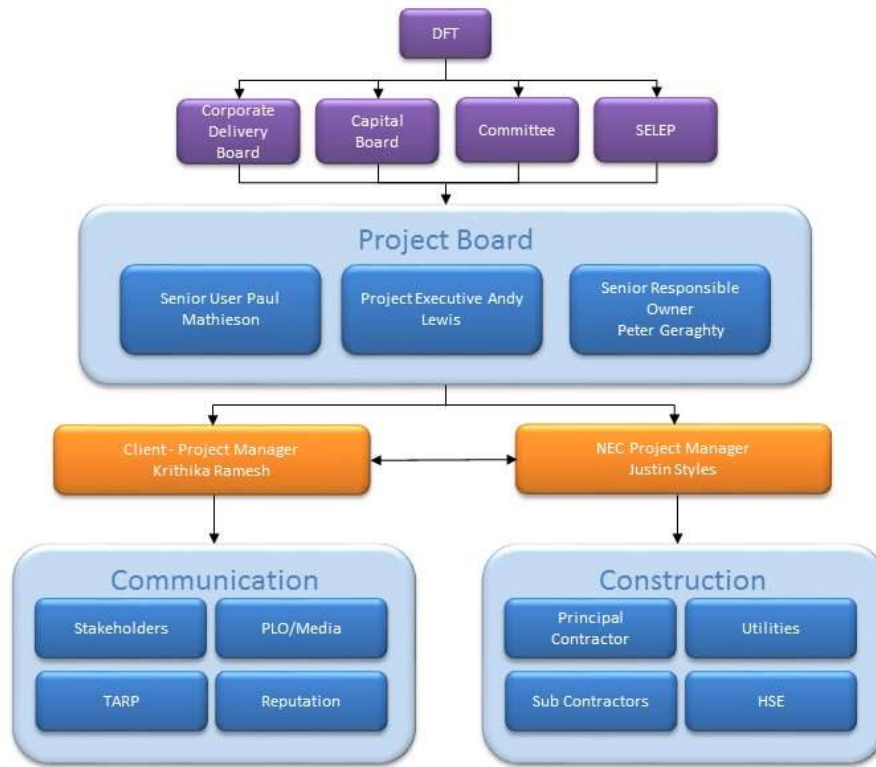 DFT
Corporate
Delivery
Board
Capital
Board
Committee
SELEP
Project Board
Senior User Paul
Mathieson
Project Executive Andy
Lewis
Senior Responsible
Owner
Peter Geraghty
Client - Project Manager
Krithika Ramesh
NEC Project Manager
Justin Styles
Communication
Stakeholders
PLO/Media
TARP
Reputation
Construction
Principal
Contractor
Utilities
Sub Contractors
HSE